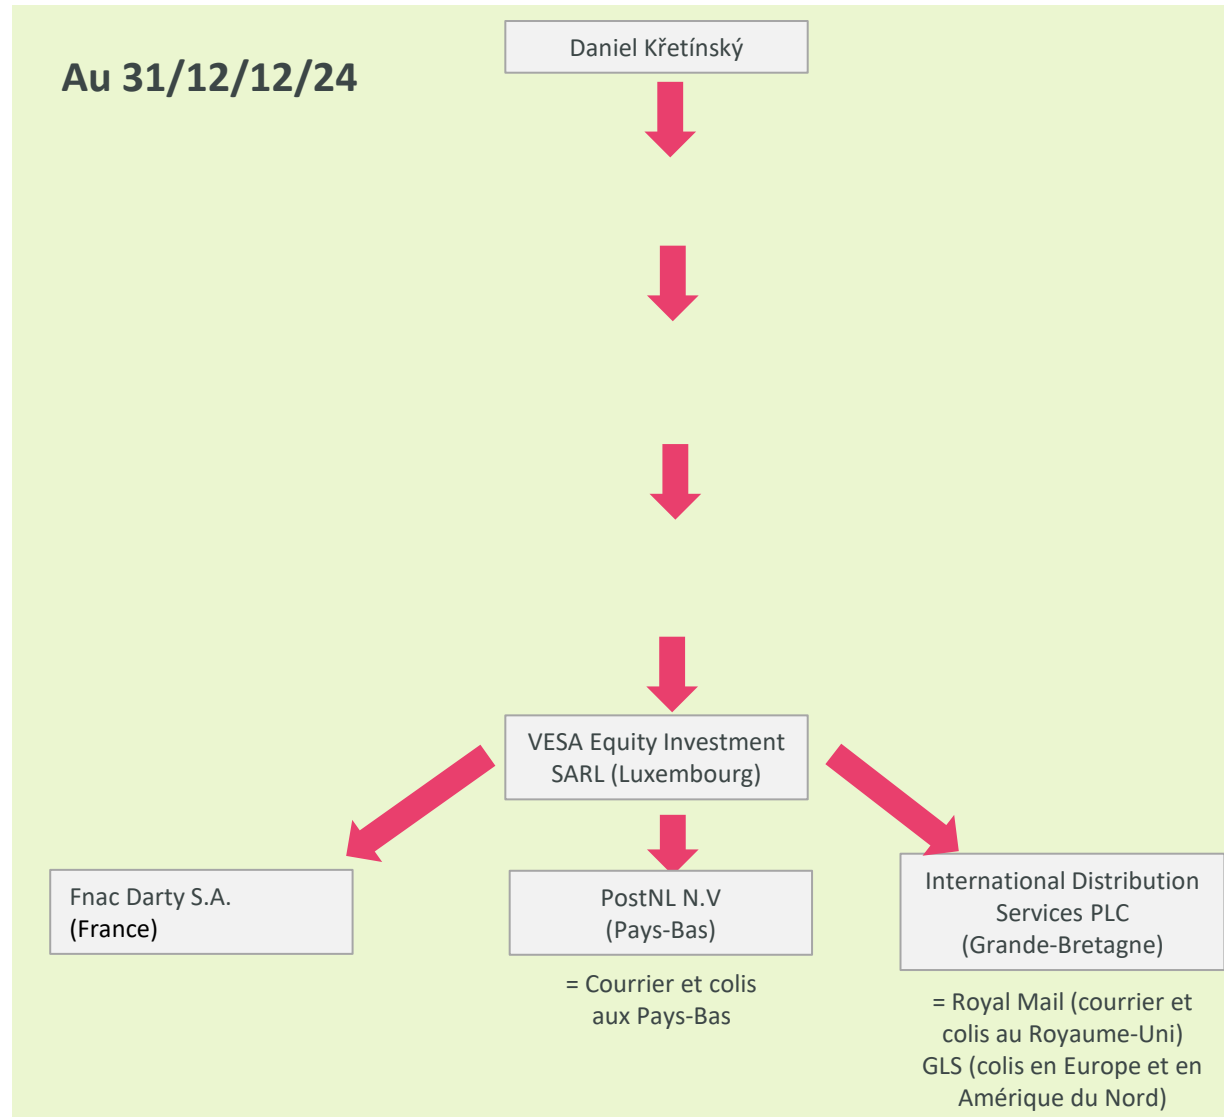 Daniel Křetínský
Au 31/12/12/24
VESA Equity Investment
SARL (Luxembourg)
Fnac Darty S.A.
(France)
PostNL N.V
(Pays-Bas)
International Distribution
Services PLC
(Grande-Bretagne)
= Courrier et colis
aux Pays-Bas
= Royal Mail (courrier et
colis au Royaume-Uni)
GLS (colis en Europe et en
Amérique du Nord)